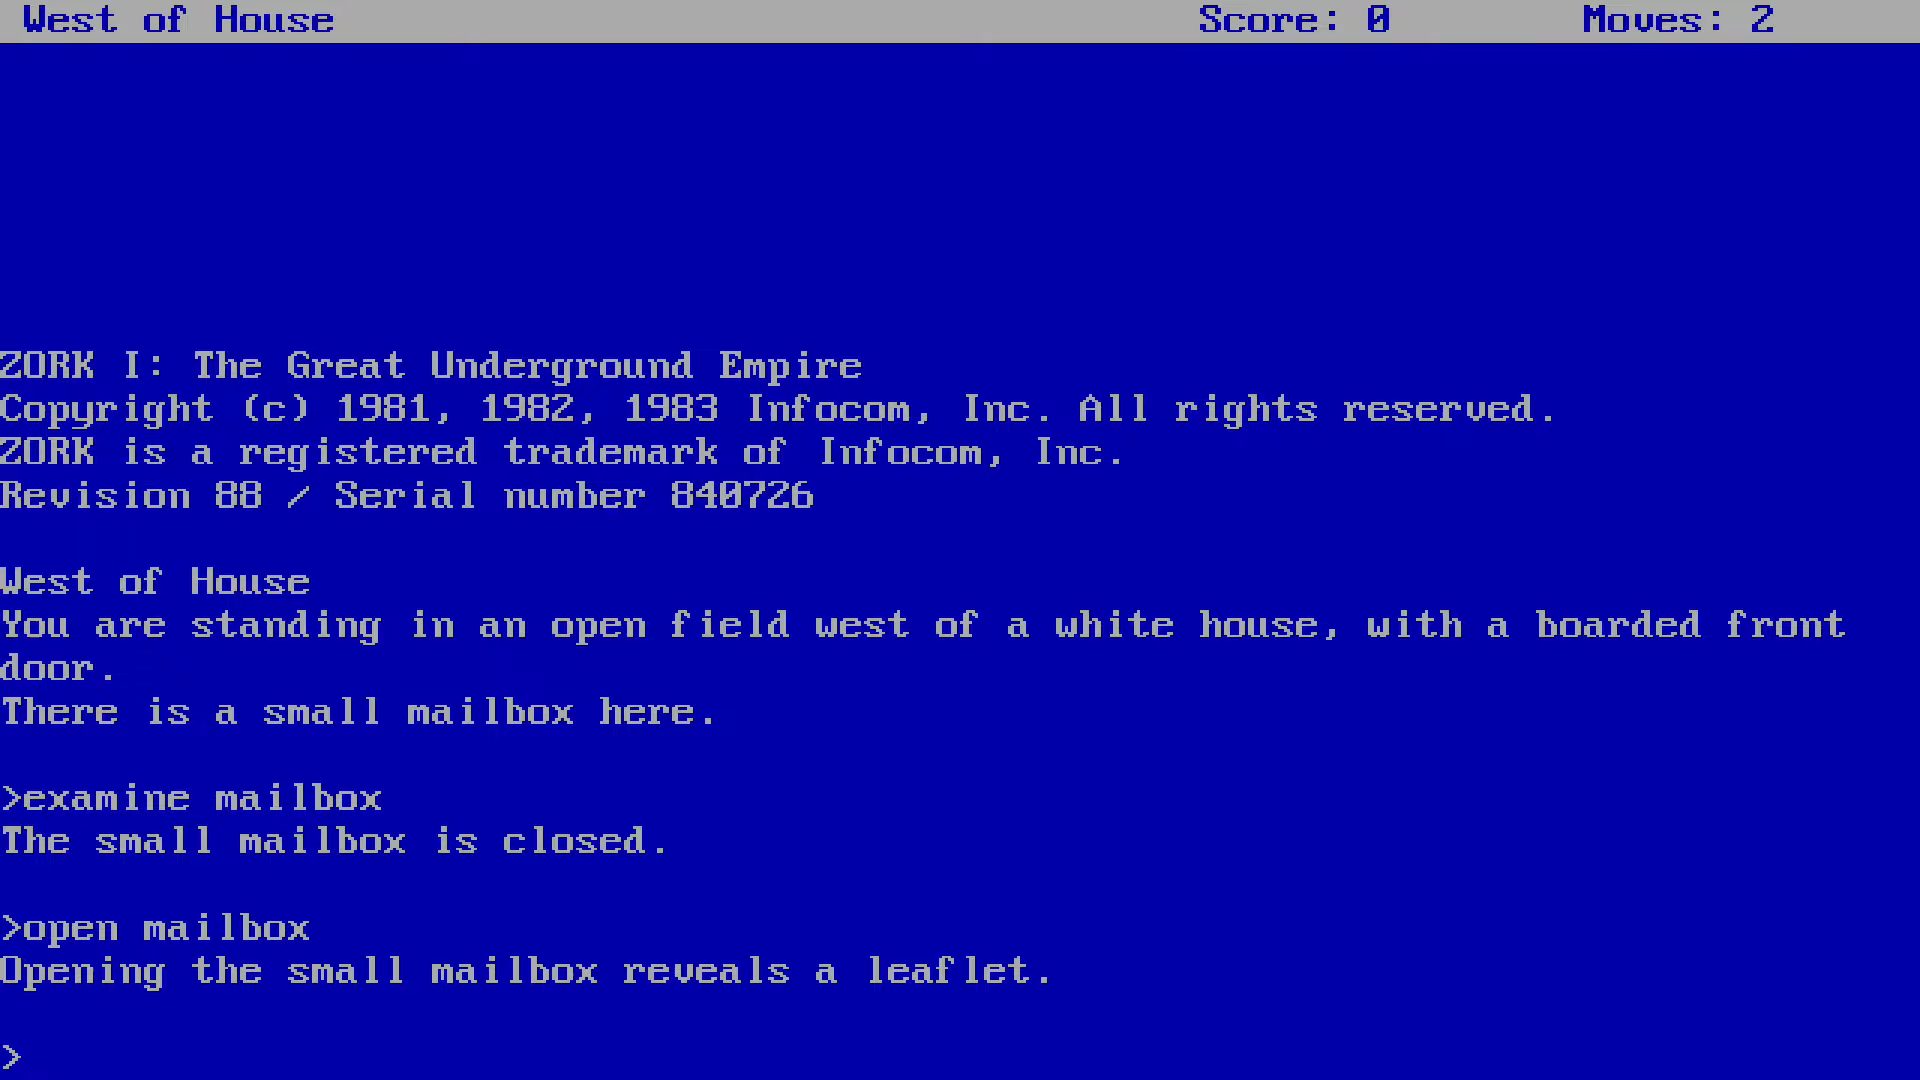 West of House Score: 0 Moves: 2
ZORK I: The Great Underground Empire
Copyright (c) 1981, 1982, 1983 Infocom, Inc. All rights reserved.
ZORK is a registered trademark of Infocom, Inc.
Revision 88 / Serial number 840726
West of House
You are standing in an open field west of a white house, with a boarded front
door.
There is a small mailbox here.
>examine mailbox
The small mailbox is closed.
>open mailbox
Opening the small mailbox reveals a leaflet.
>